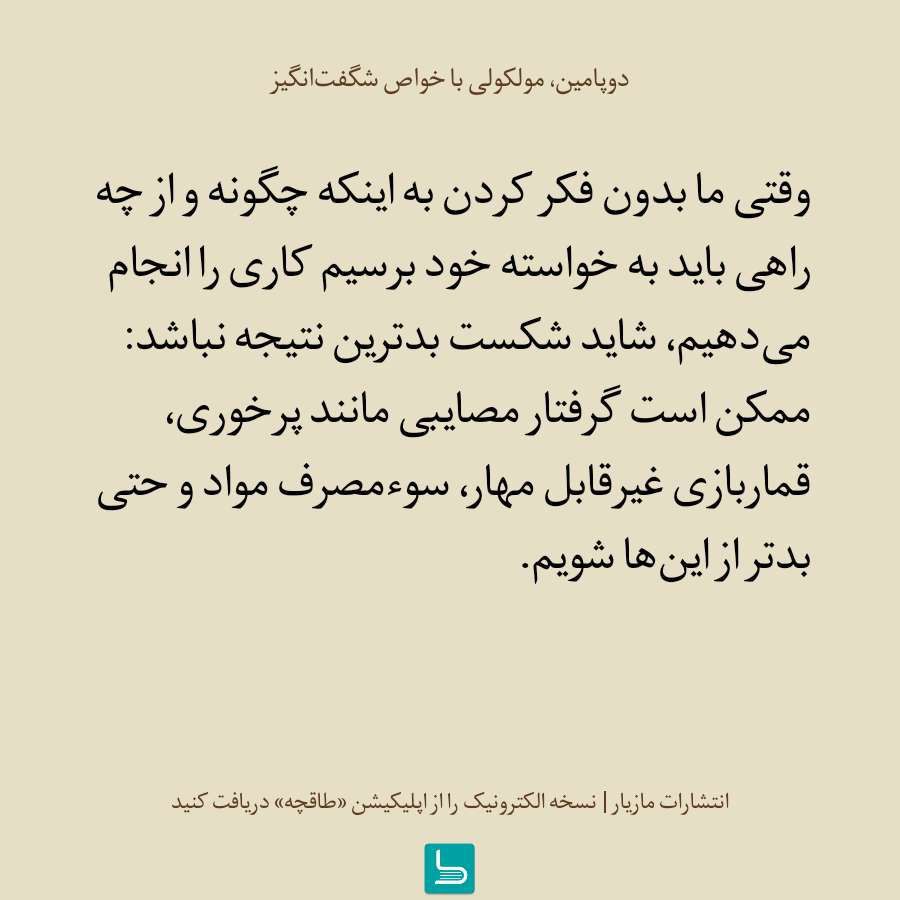 دوپامین، مولکولی با خواص شگفت‌انگیز
وقتی ما بدون فکر کردن به اینکه چگونه و از چه
راهی باید به خواسته خود برسیم کاری را انجام
می‌دهیم، شاید شکست بدترین نتیجه نباشد:
ممکن است گرفتار مصایبی مانند پرخوری،
قماربازی غیرقابل مهار، سوءمصرف مواد و حتی
بدتر از این‌ها شویم.
انتشارات مازیار | نسخه الکترونیک را از اپلیکیشن «طاقچه» دریافت کنید